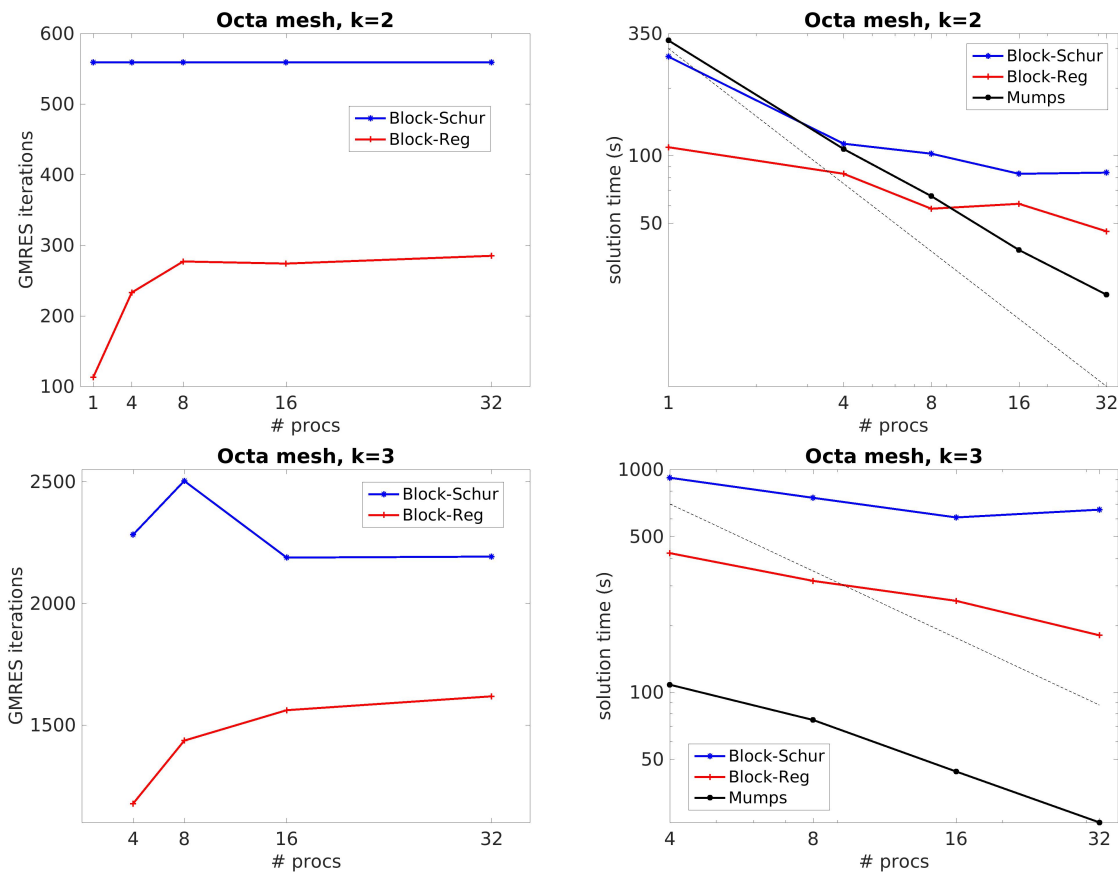 Octa mesh, k=2
600
500
400
300
200
100
GMRES iterations
1 4 8 16 32
# procs
Block-Schur
Block-Reg
Octa mesh, k=2
350
100
50
solution time (s)
1 4 8 16 32
# procs
Block-Schur
Block-Reg
Mumps
Octa mesh, k=3
2500
2000
1500
GMRES iterations
4 8 16 32
# procs
Block-Schur
Block-Reg
Octa mesh, k=3
1000
500
100
50
solution time (s)
4 8 16 32
# procs
Block-Schur
Block-Reg
Mumps